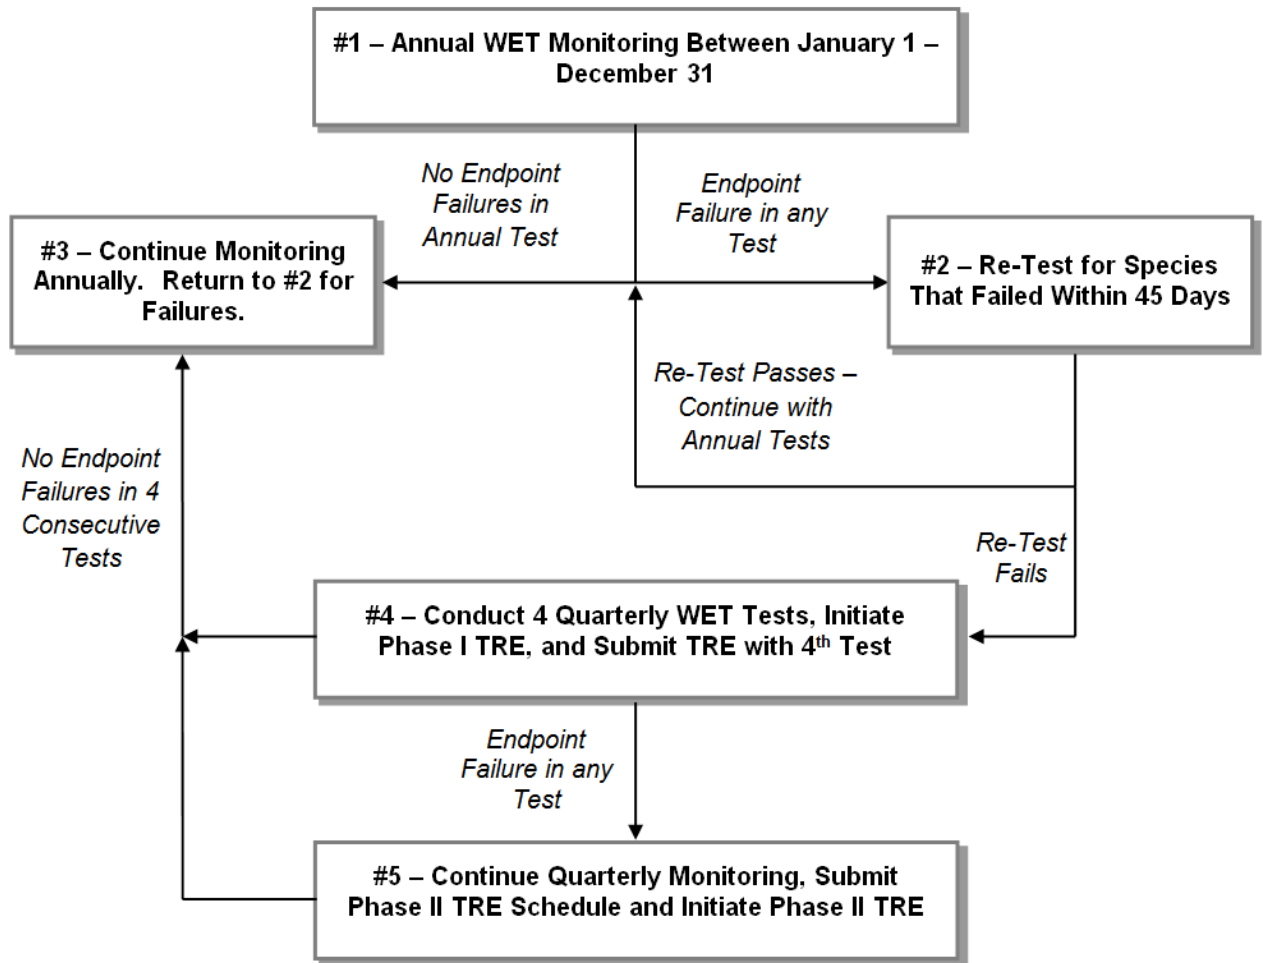 #1 – Annual WET Monitoring Between January 1 –
December 31
No Endpoint
Failures in
Annual Test
Endpoint
Failure in any
Test
#3 – Continue Monitoring
Annually.  Return to #2 for
Failures.
#2 – Re-Test for Species
That Failed Within 45 Days
Re-Test Passes –
Continue with
Annual Tests
No Endpoint
Failures in 4
Consecutive
Tests
Re-Test
Fails
#4 – Conduct 4 Quarterly WET Tests, Initiate
Phase I TRE, and Submit TRE with 4th Test
Endpoint
Failure in any
Test
#5 – Continue Quarterly Monitoring, Submit
Phase II TRE Schedule and Initiate Phase II TRE